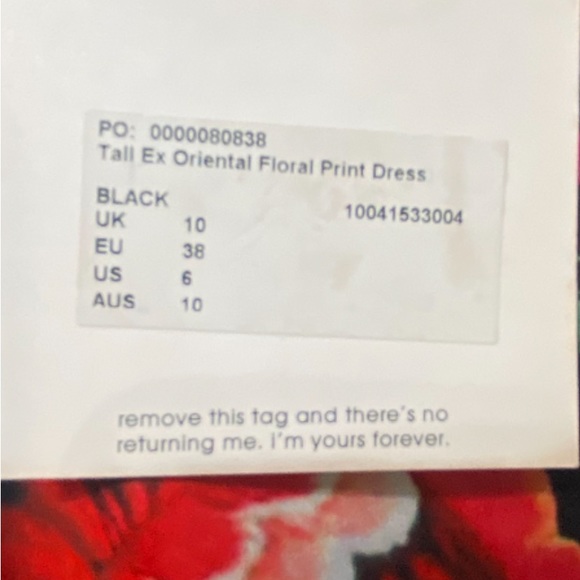 PO: 0000080838
Tall Ex Oriental Floral Print Dress
BLACK
10041533004
UK 10
EU 38
US 6
AUS 10
remove this tag and there's no
returning me. I'm yours forever.